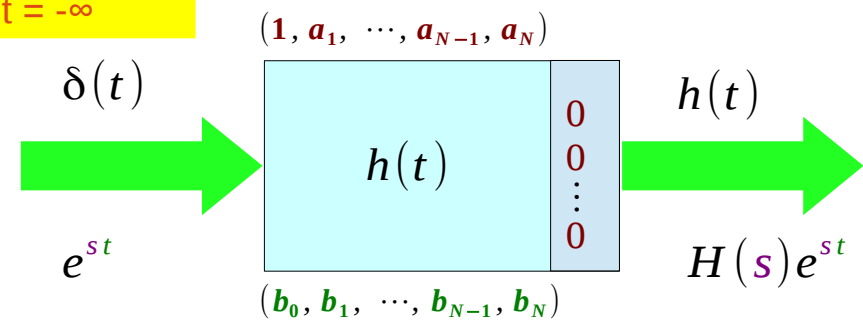 t = -∞
(1, a₁, ⋯, a_{N−1}, a_N)
δ(t)
h(t)
h(t)
0
0
⋮
0
e^{st}
H(s)e^{st}
(b₀, b₁, ⋯, b_{N−1}, b_N)